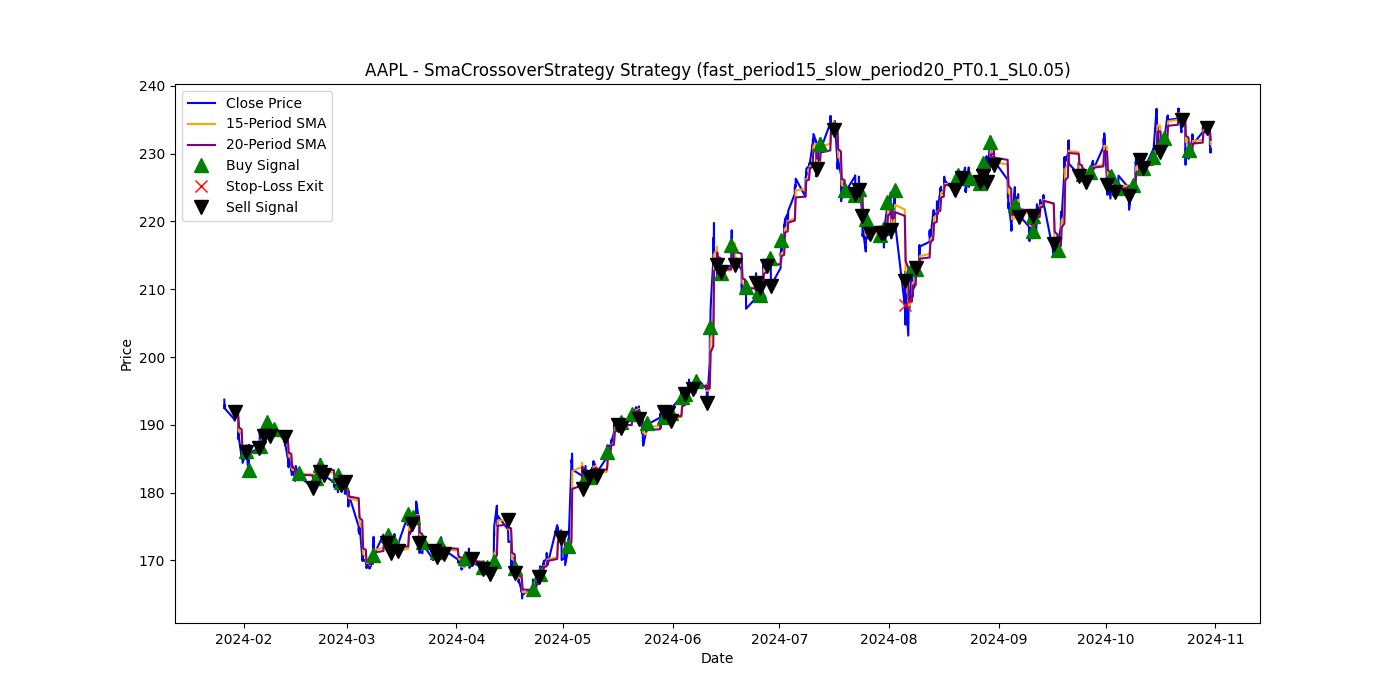 AAPL - SmaCrossoverStrategy Strategy (fast_period15_slow_period20_PT0.1_SL0.05)
Close Price
15-Period SMA
20-Period SMA
Buy Signal
Stop-Loss Exit
Sell Signal
Price
240
230
220
210
200
190
180
170
2024-02 2024-03 2024-04 2024-05 2024-06 2024-07 2024-08 2024-09 2024-10 2024-11
Date